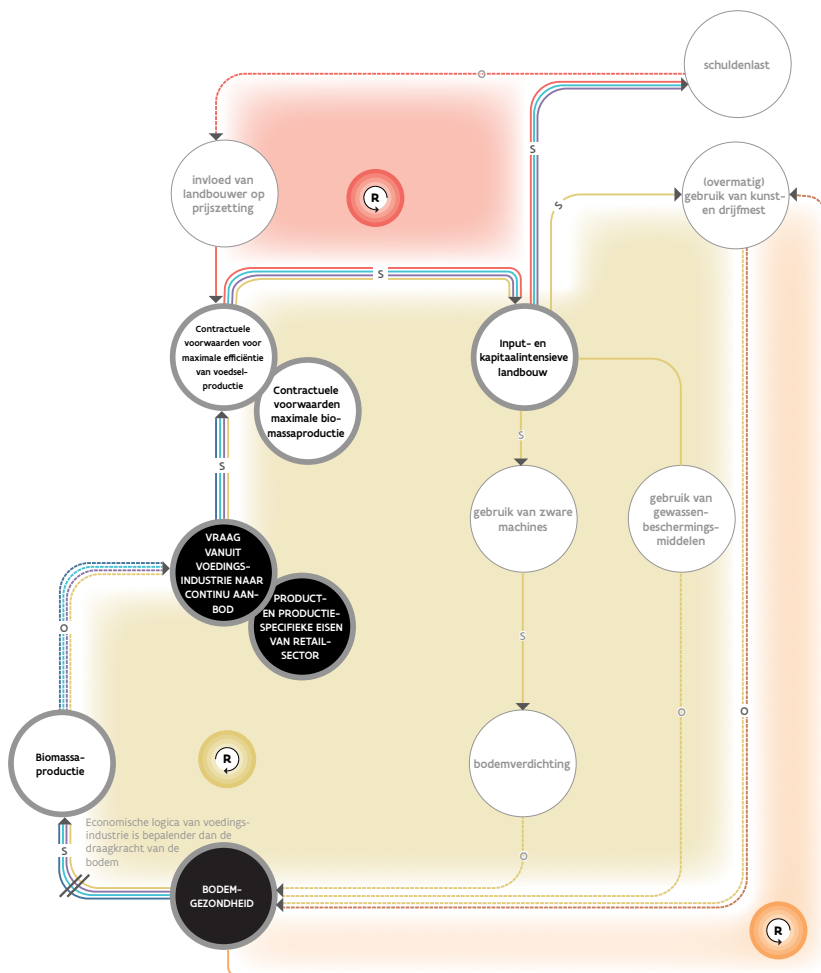 schuldenlast
O
S
invloed van
landbouwer op
prijszetting
R
(overmatig)
gebruik van kunst-
en drijfmest
S
S
Contractuele
voorwaarden voor
maximale efficiëntie
van voedsel-
productie
Input- en
kapitaalintensieve
landbouw
Contractuele
voorwaarden
maximale bio-
massaproductie
S
S
gebruik van zware
machines
gebruik van
gewassen-
beschermings-
middelen
VRAAG
VANUIT
VOEDINGS-
INDUSTRIE NAAR
CONTINU AAN-
BOD
PRODUCT-
EN PRODUCTIE-
SPECIFIEKE EISEN
VAN RETAIL-
SECTOR
O
S
O
O
Biomassa-
productie
R
bodemverdichting
Economische logica van voedings-
industrie is bepalender dan de
draagkracht van de
bodem
S
O
BODEM-
GEZONDHEID
R